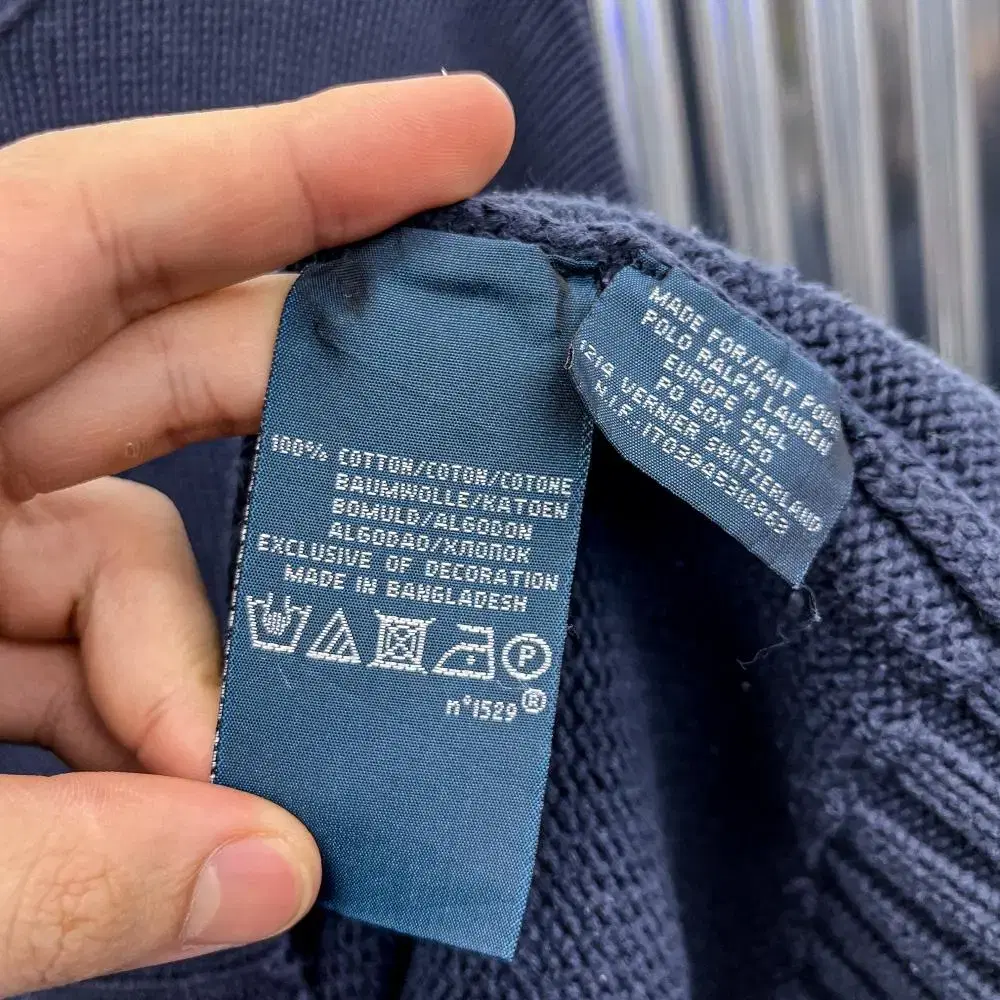 100% COTTON/COTON/COTONE
BAUMWOLLE/KATOEN
BOMULD/ALGODON
ALGODAO/ХЛОПОК
EXCLUSIVE OF DECORATION
MADE IN BANGLADESH
P
n°1529®
MADE FOR/FAIT POUR
POLO RALPH LAUREN
EUROPE SARL
PO BOX 750
1214 VERNIER SWITZERLAND